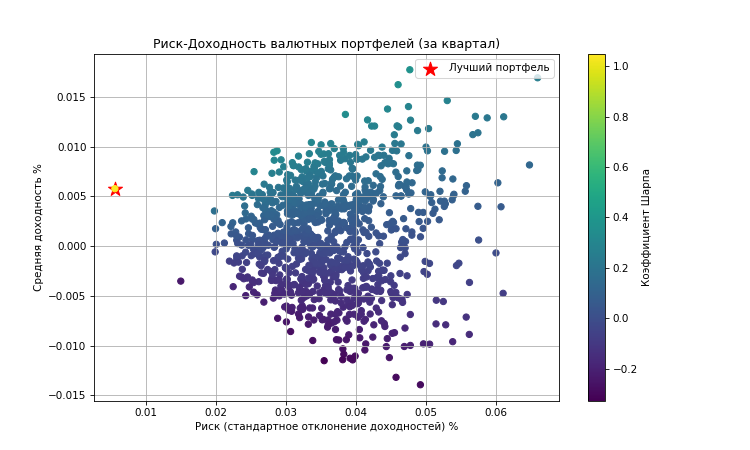 Риск-Доходность валютных портфелей (за квартал)
Лучший портфель
Средняя доходность %
0.015
0.010
0.005
0.000
−0.005
−0.010
−0.015
0.01 0.02 0.03 0.04 0.05 0.06
Риск (стандартное отклонение доходностей) %
1.0
0.8
0.6
0.4
0.2
0.0
−0.2
Коэффициент Шарпа